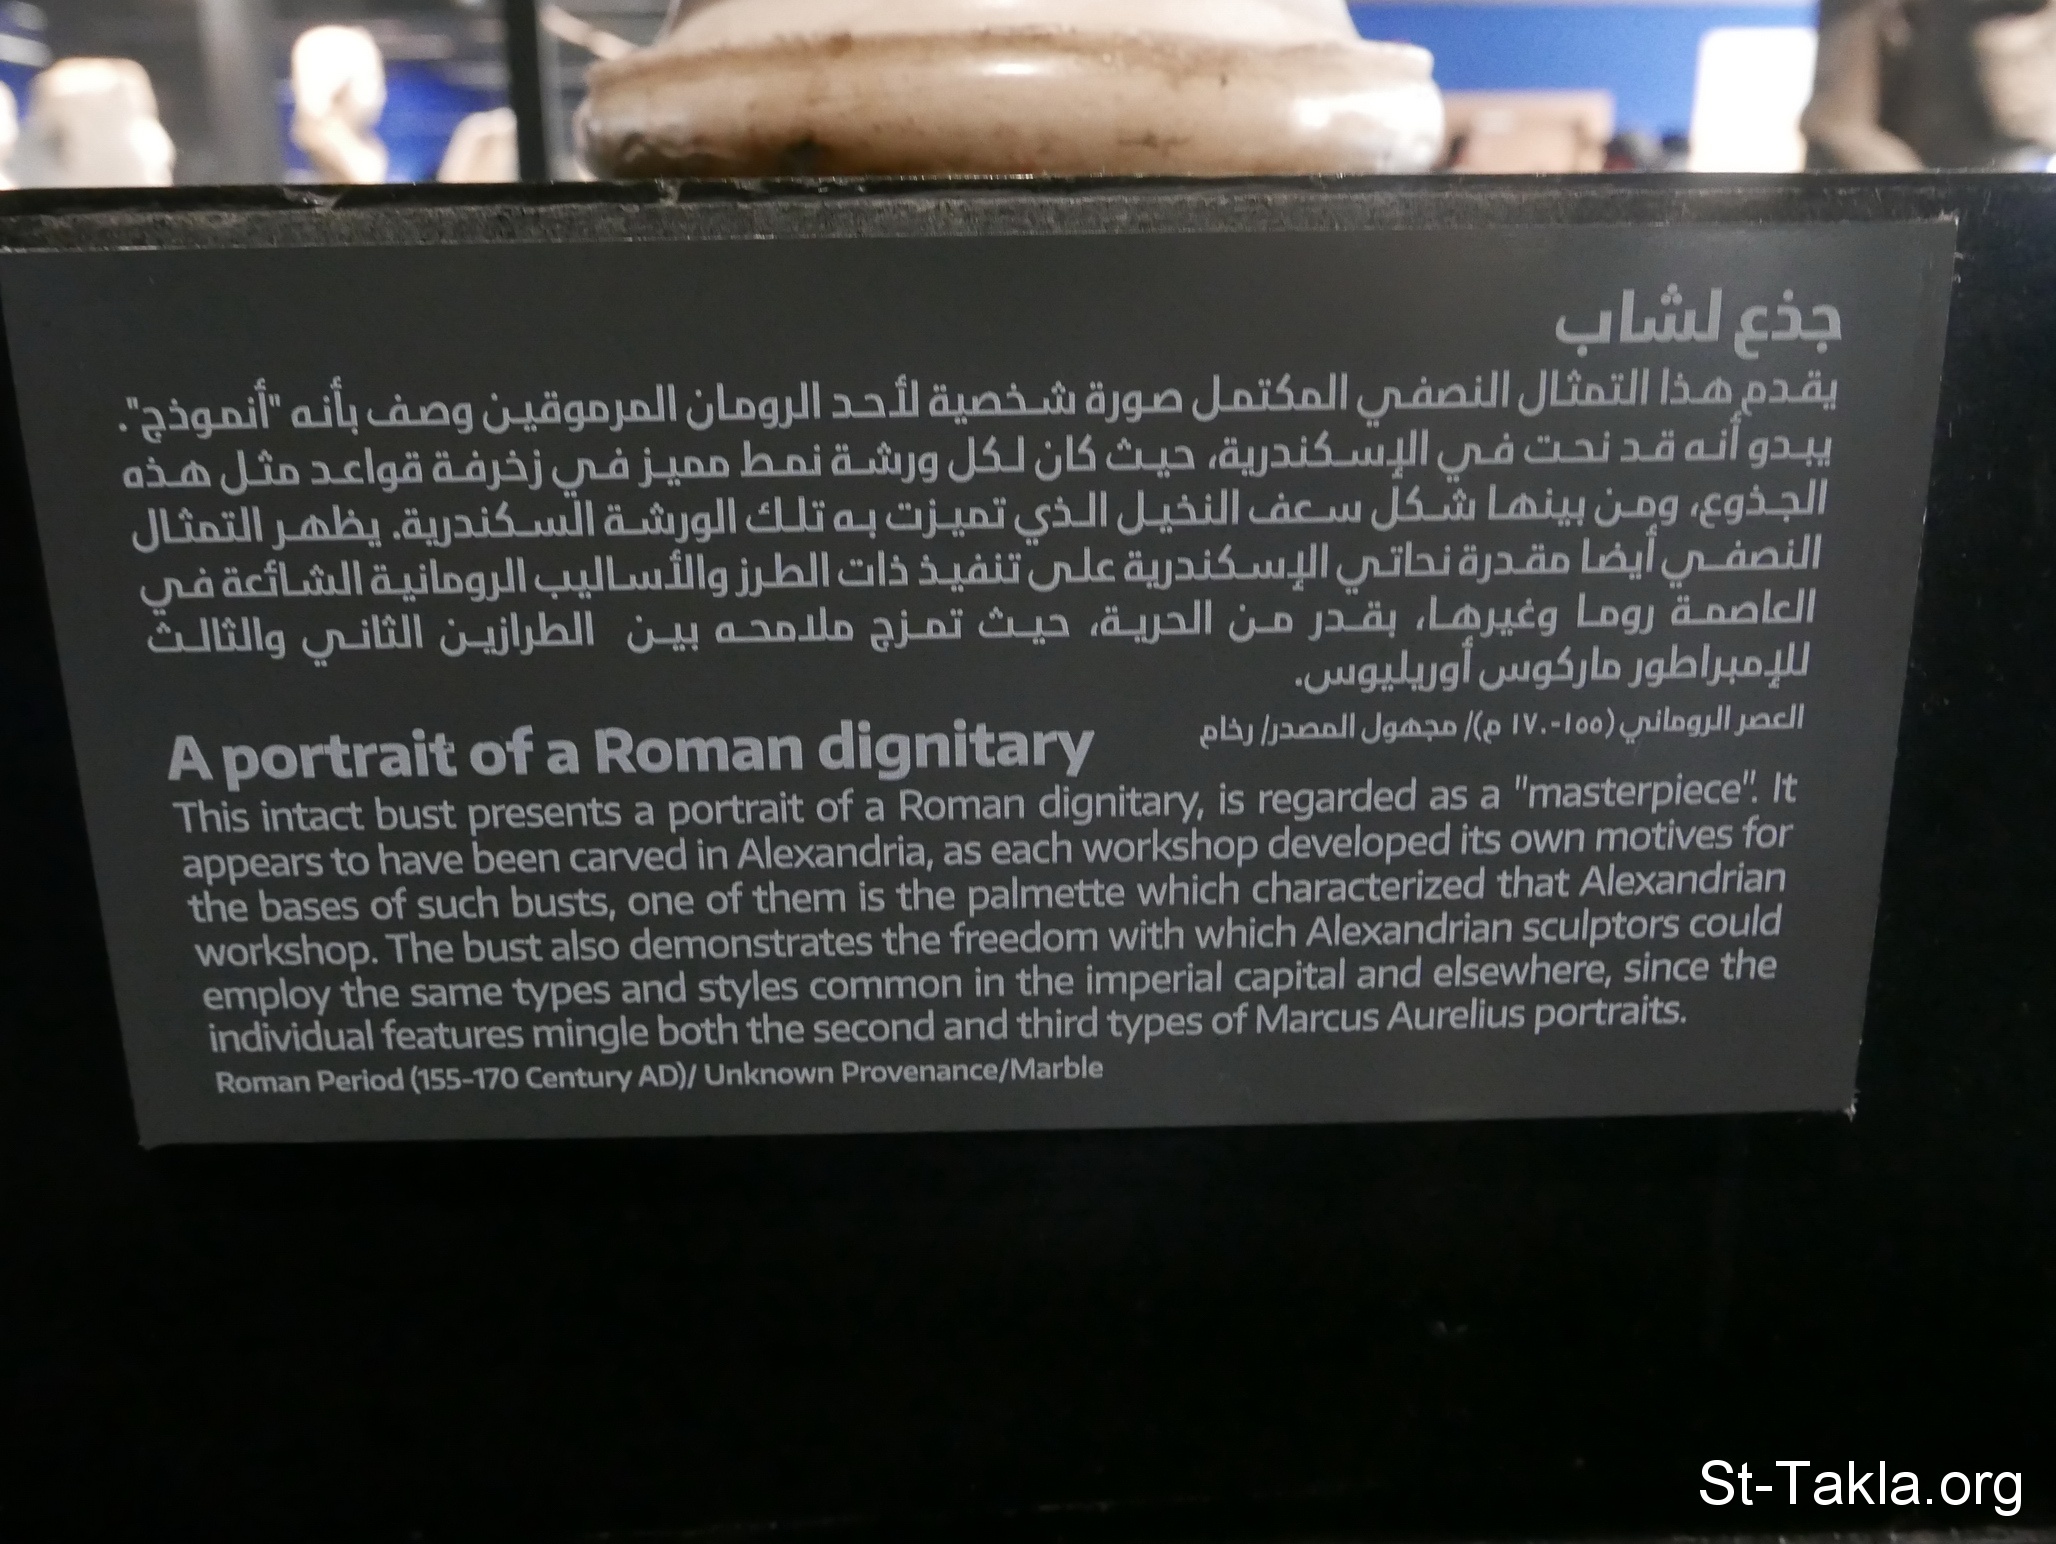 جذع لشاب
يقدم هذا التمثال النصفي المكتمل صورة شخصية لأحد الرومان المرموقين وصف بأنه "أنموذج".
يبدو أنه قد نحت في الإسكندرية، حيث كان لكل ورشة نمط مميز في زخرفة قواعد مثل هذه
الجذوع، ومن بينها شكل سعف النخيل الذي تميزت به تلك الورشة السكندرية. يظهر التمثال
النصفي أيضا مقدرة نحاتي الإسكندرية على تنفيذ ذات الطرز والأساليب الرومانية الشائعة في
العاصمة روما وغيرها، بقدر من الحرية، حيث تمزج ملامحه بين الطرازين الثاني والثالث
للإمبراطور ماركوس أوريليوس.
العصر الروماني (١٥٥-١٧٠ م)/ مجهول المصدر/ رخام
A portrait of a Roman dignitary
This intact bust presents a portrait of a Roman dignitary, is regarded as a "masterpiece". It
appears to have been carved in Alexandria, as each workshop developed its own motives for
the bases of such busts, one of them is the palmette which characterized that Alexandrian
workshop. The bust also demonstrates the freedom with which Alexandrian sculptors could
employ the same types and styles common in the imperial capital and elsewhere, since the
individual features mingle both the second and third types of Marcus Aurelius portraits.
Roman Period (155-170 Century AD)/ Unknown Provenance/Marble
St-Takla.org